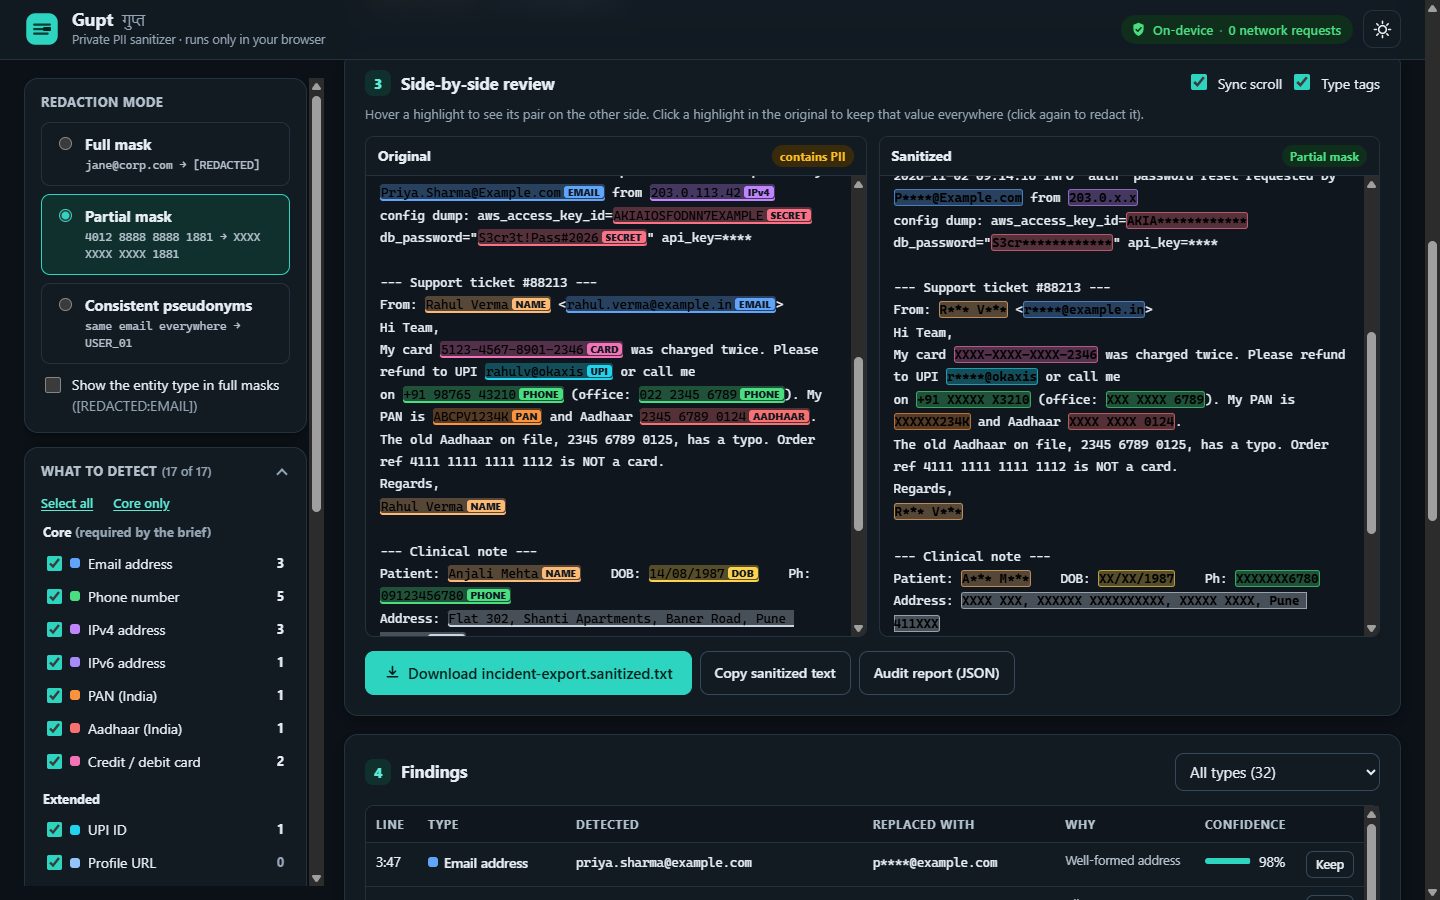 Gupt गुप्त
Private PII sanitizer · runs only in your browser
On-device · 0 network requests
REDACTION MODE
Full mask
jane@corp.com → [REDACTED]
Partial mask
4012 8888 8888 1881 → XXXX
XXXX XXXX 1881
Consistent pseudonyms
same email everywhere →
USER_01
Show the entity type in full masks
([REDACTED:EMAIL])
WHAT TO DETECT (17 of 17)
Select all Core only
Core (required by the brief)
Email address 3
Phone number 5
IPv4 address 3
IPv6 address 1
PAN (India) 1
Aadhaar (India) 1
Credit / debit card 2
Extended
UPI ID 1
Profile URL 0
3 Side-by-side review
Sync scroll Type tags
Hover a highlight to see its pair on the other side. Click a highlight in the original to keep that value everywhere (click again to redact it).
Original contains PII
Priya.Sharma@Example.com EMAIL from 203.0.113.42 IPv4
config dump: aws_access_key_id=AKIAIOSFODNN7EXAMPLE SECRET
db_password="S3cr3t!Pass#2026 SECRET" api_key=****
--- Support ticket #88213 ---
From: Rahul Verma NAME <rahul.verma@example.in EMAIL>
Hi Team,
My card 5123-4567-8901-2346 CARD was charged twice. Please
refund to UPI rahulv@okaxis UPI or call me
on +91 98765 43210 PHONE (office: 022 2345 6789 PHONE). My
PAN is ABCPV1234K PAN and Aadhaar 2345 6789 0124 AADHAAR.
The old Aadhaar on file, 2345 6789 0125, has a typo. Order
ref 4111 1111 1111 1112 is NOT a card.
Regards,
Rahul Verma NAME
--- Clinical note ---
Patient: Anjali Mehta NAME DOB: 14/08/1987 DOB Ph:
09123456780 PHONE
Address: Flat 302, Shanti Apartments, Baner Road, Pune
Sanitized Partial mask
2026-11-02 09:14:18 INFO auth password reset requested by
P****@Example.com from 203.0.x.x
config dump: aws_access_key_id=AKIA************
db_password="S3cr************" api_key=****
--- Support ticket #88213 ---
From: R*** V*** <r****@example.in>
Hi Team,
My card XXXX-XXXX-XXXX-2346 was charged twice. Please refund
to UPI r****@okaxis or call me
on +91 XXXXX X3210 (office: XXX XXXX 6789). My PAN is
XXXXXX234K and Aadhaar XXXX XXXX 0124.
The old Aadhaar on file, 2345 6789 0125, has a typo. Order
ref 4111 1111 1111 1112 is NOT a card.
Regards,
R*** V***
--- Clinical note ---
Patient: A*** M*** DOB: XX/XX/1987 Ph: XXXXXXX6780
Address: XXXX XXX, XXXXXX XXXXXXXXXX, XXXXX XXXX, Pune
411XXX
Download incident-export.sanitized.txt
Copy sanitized text
Audit report (JSON)
4 Findings
All types (32)
LINE TYPE DETECTED REPLACED WITH WHY CONFIDENCE
3:47 Email address priya.sharma@example.com p****@example.com Well-formed address 98% Keep